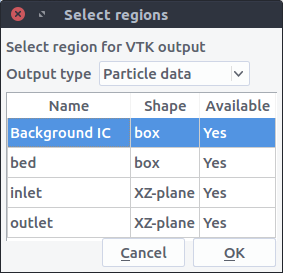 Select regions
Select region for VTK output
Output type Particle data
Name Shape Available
Background IC box Yes
bed box Yes
inlet XZ-plane Yes
outlet XZ-plane Yes
Cancel OK